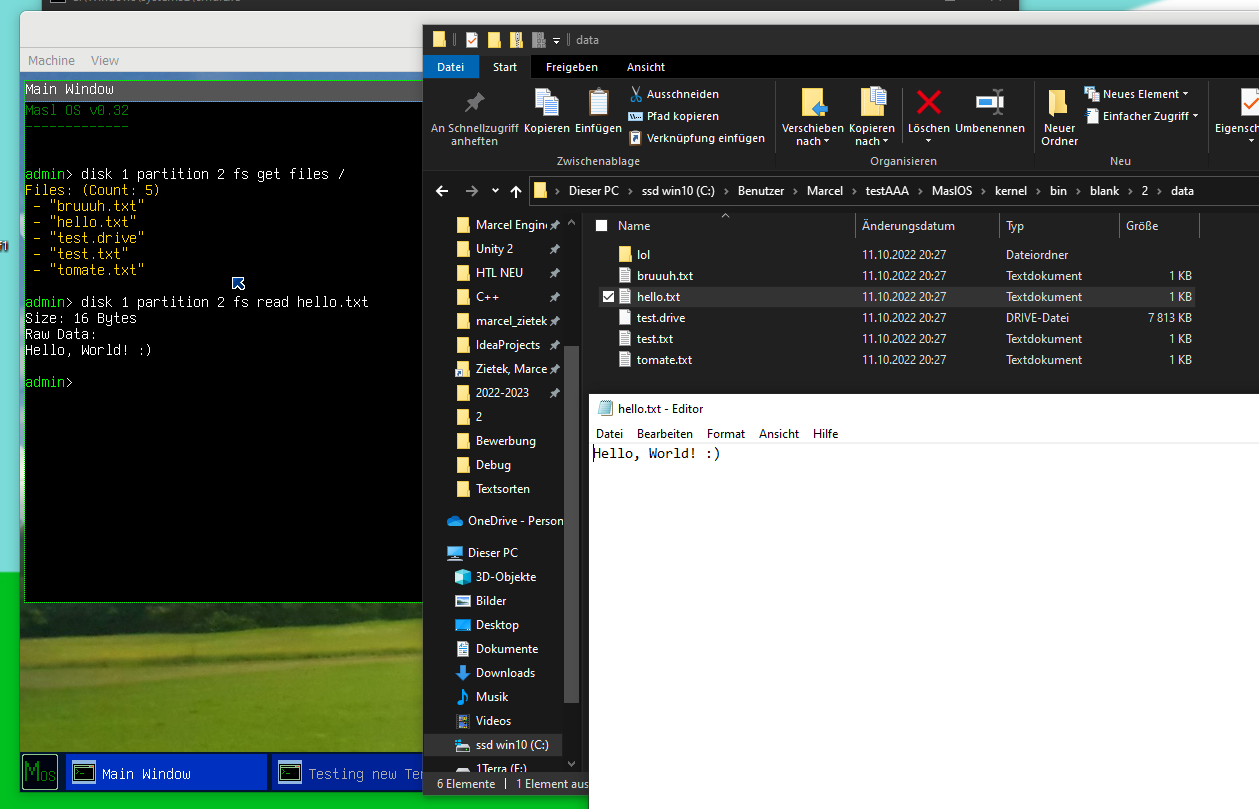 Machine View
Main Window
Masl OS v0.32
-------------
admin> disk 1 partition 2 fs get files /
Files: (Count: 5)
- "bruuuh.txt"
- "hello.txt"
- "test.drive"
- "test.txt"
- "tomate.txt"
admin> disk 1 partition 2 fs read hello.txt
Size: 16 Bytes
Raw Data:
Hello, World! :)
admin>
Mos
Main Window
Testing new Te
data
Datei Start Freigeben Ansicht
An Schnellzugriff
anheften
Kopieren
Einfügen
Ausschneiden
Pfad kopieren
Verknüpfung einfügen
Zwischenablage
Verschieben
nach
Kopieren
nach
Löschen
Umbenennen
Organisieren
Neuer
Ordner
Neues Element
Einfacher Zugriff
Neu
Eigensch
Dieser PC > ssd win10 (C:) > Benutzer > Marcel > testAAA > MaslOS > kernel > bin > blank > 2 > data
Marcel Engin
Unity 2
HTL NEU
C++
marcel_zietek
IdeaProjects
Zietek, Marce
2022-2023
2
Bewerbung
Debug
Textsorten
OneDrive - Person
Dieser PC
3D-Objekte
Bilder
Desktop
Dokumente
Downloads
Musik
Videos
ssd win10 (C:)
1Terra (F:)
6 Elemente
1 Element aus
Name Änderungsdatum Typ Größe
lol 11.10.2022 20:27 Dateiordner
bruuuh.txt 11.10.2022 20:27 Textdokument 1 KB
hello.txt 11.10.2022 20:27 Textdokument 1 KB
test.drive 11.10.2022 20:27 DRIVE-Datei 7 813 KB
test.txt 11.10.2022 20:27 Textdokument 1 KB
tomate.txt 11.10.2022 20:27 Textdokument 1 KB
hello.txt - Editor
Datei Bearbeiten Format Ansicht Hilfe
Hello, World! :)